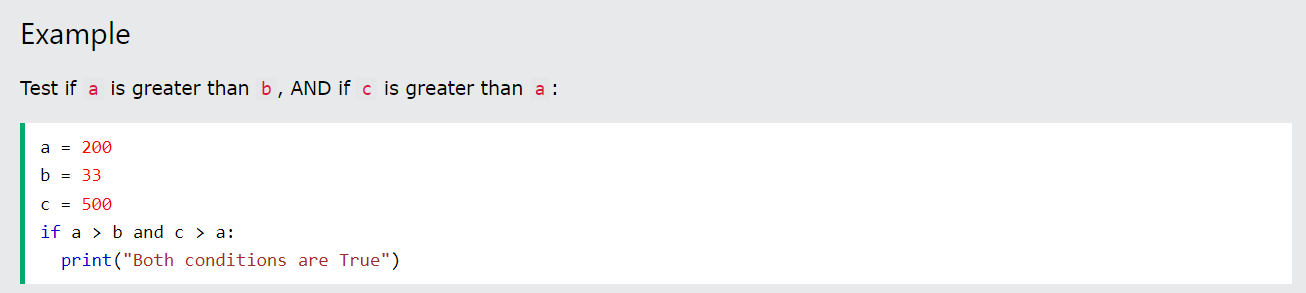 Example
Test if a is greater than b , AND if c is greater than a :
a = 200
b = 33
c = 500
if a > b and c > a:
  print("Both conditions are True")